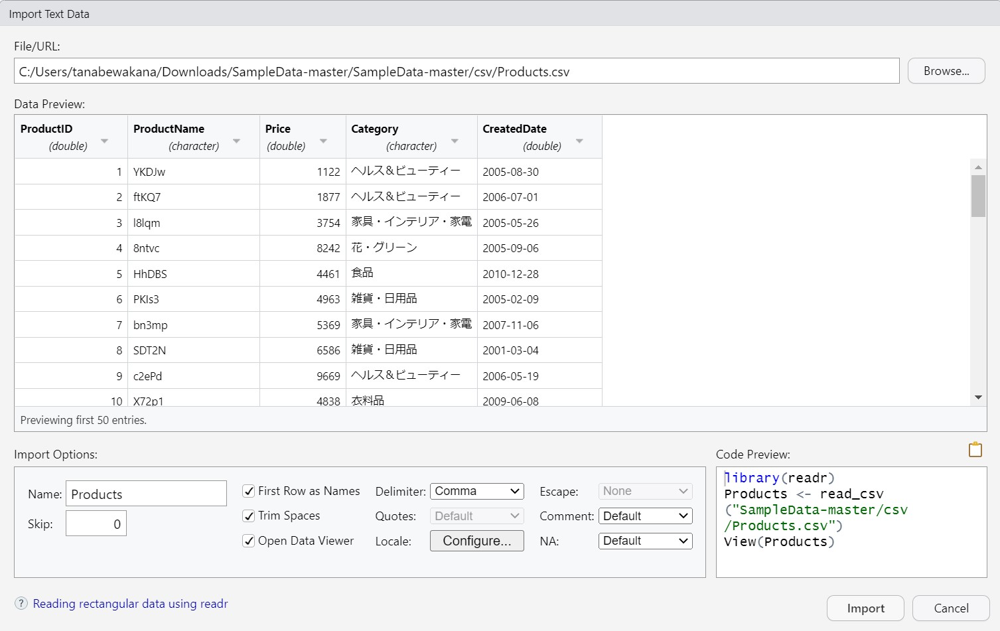 Import Text Data
File/URL:
C:/Users/tanabewakana/Downloads/SampleData-master/SampleData-master/csv/Products.csv
Browse...
Data Preview:
ProductID ProductName Price Category CreatedDate
(double) (character) (double) (character) (double)
1 YKDJw 1122 ヘルス＆ビューティー 2005-08-30
2 ftKQ7 1877 ヘルス＆ビューティー 2006-07-01
3 l8lqm 3754 家具・インテリア・家電 2005-05-26
4 8ntvc 8242 花・グリーン 2005-09-06
5 HhDBS 4461 食品 2010-12-28
6 PKIs3 4963 雑貨・日用品 2005-02-09
7 bn3mp 5369 家具・インテリア・家電 2007-11-06
8 SDT2N 6586 雑貨・日用品 2001-03-04
9 c2ePd 9669 ヘルス＆ビューティー 2006-05-19
10 X72p1 4838 衣料品 2009-06-08
Previewing first 50 entries.
Import Options:
Name: Products
Skip: 0
First Row as Names
Trim Spaces
Open Data Viewer
Delimiter: Comma
Quotes: Default
Locale: Configure...
Escape: None
Comment: Default
NA: Default
Code Preview:
library(readr)
Products <- read_csv
("SampleData-master/csv
/Products.csv")
View(Products)
? Reading rectangular data using readr
Import
Cancel